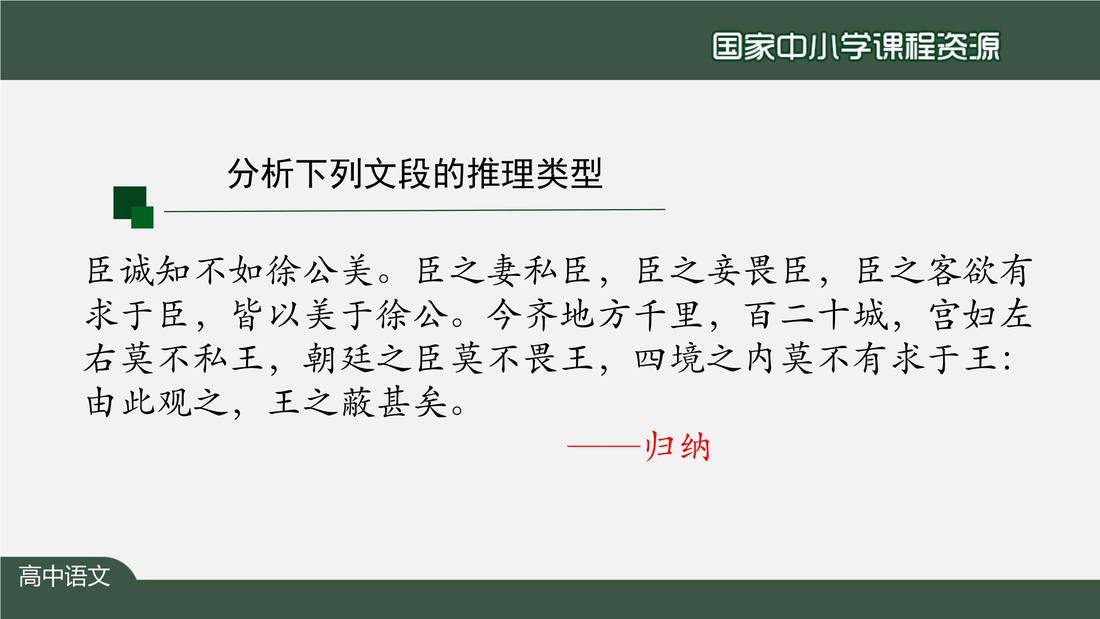 国家中小学课程资源
分析下列文段的推理类型
臣诚知不如徐公美。臣之妻私臣，臣之妾畏臣，臣之客欲有
求于臣，皆以美于徐公。今齐地方千里，百二十城，宫妇左
右莫不私王，朝廷之臣莫不畏王，四境之内莫不有求于王：
由此观之，王之蔽甚矣。
——归纳
高中语文